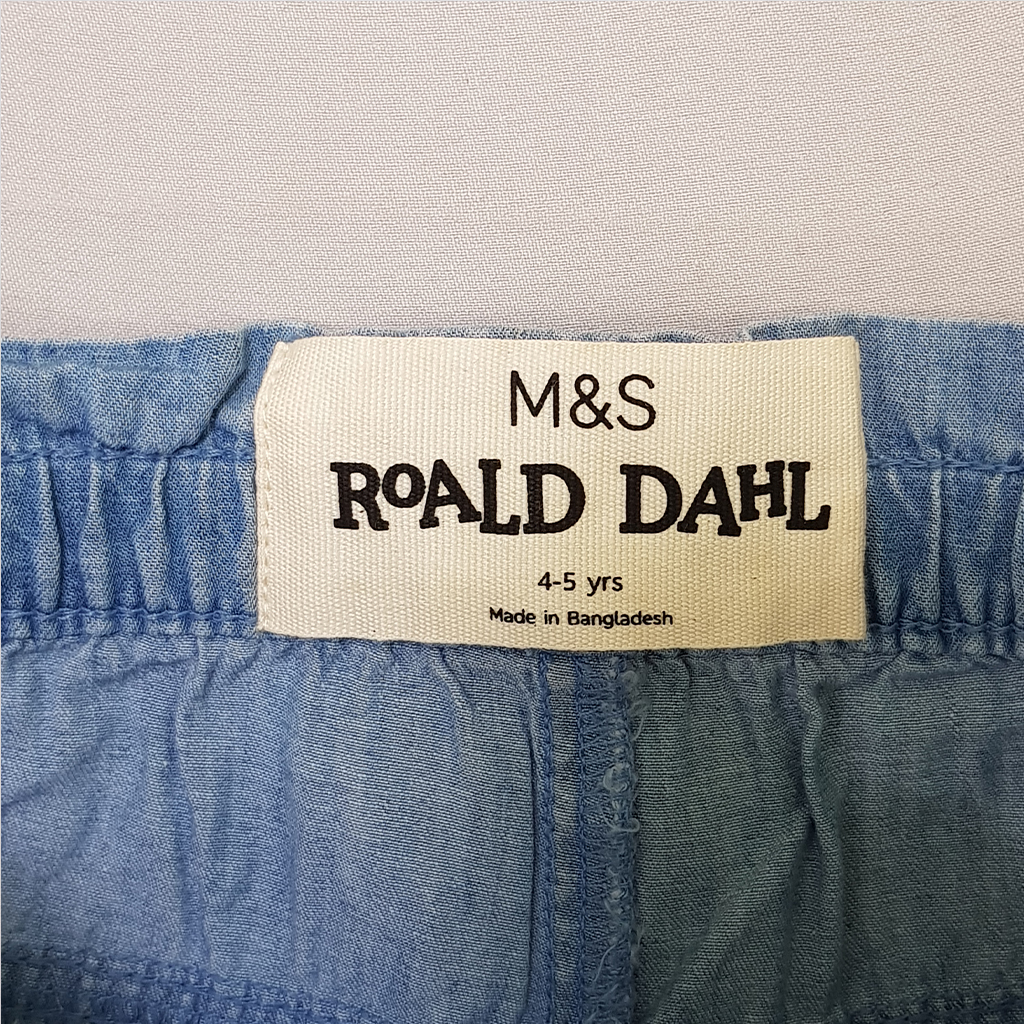 M&S
ROALD DAHL
4-5 yrs
Made in Bangladesh